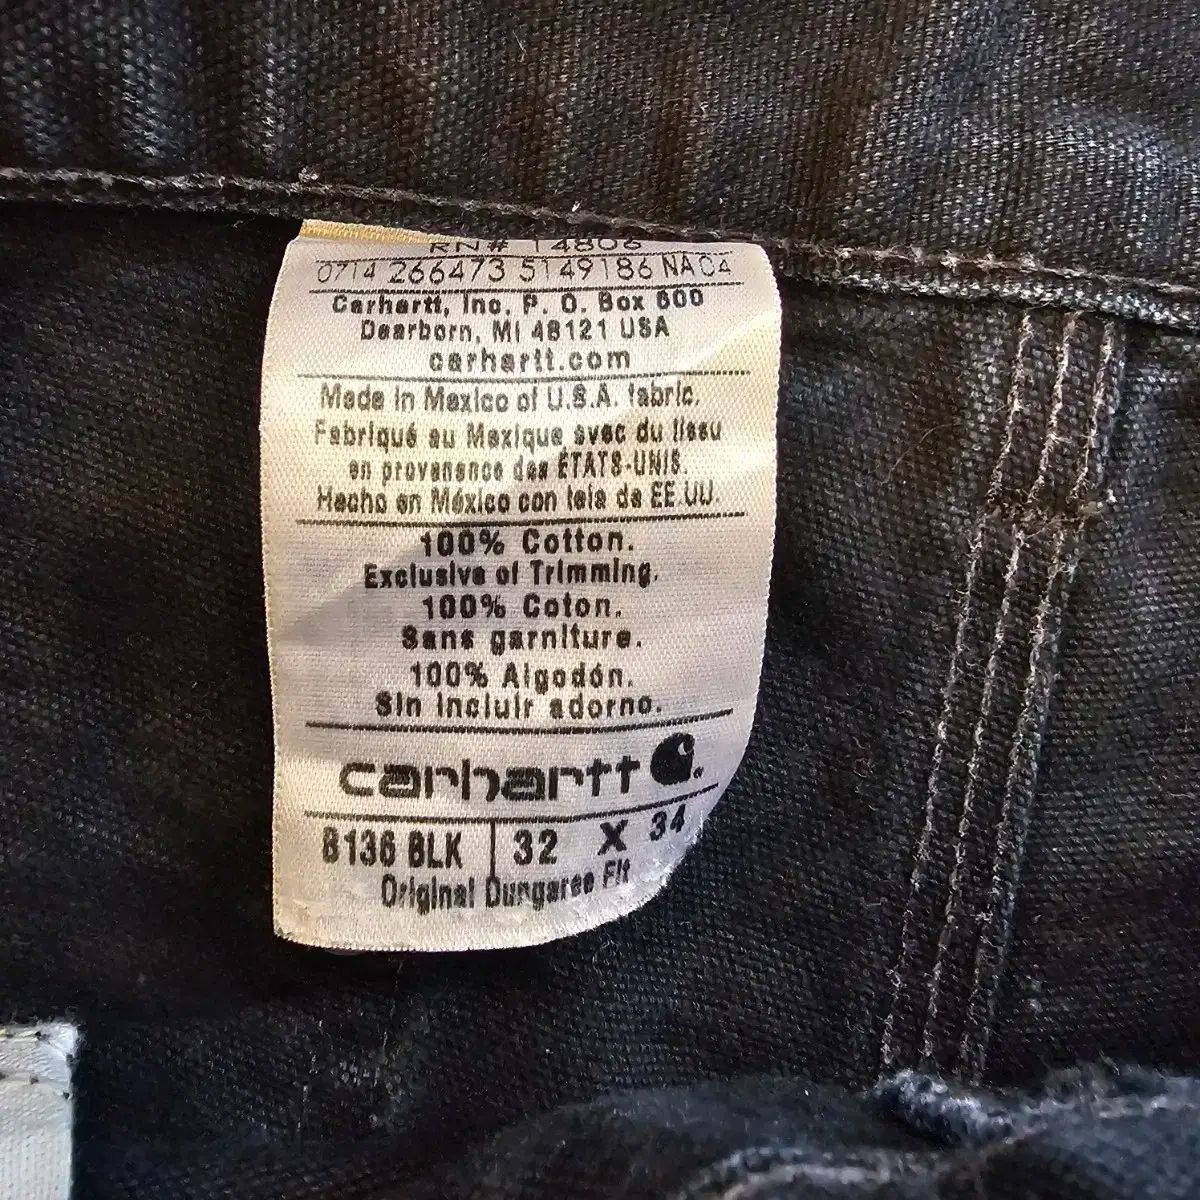 RN# 14806
0714 266473 5149186 NA04
Carhartt, Inc. P. O. Box 600
Dearborn, MI 48121 USA
carhartt.com
Made in Mexico of U.S.A. fabric.
Fabriqué au Mexique avec du tissu
en provenance des ÉTATS-UNIS.
Hecho en México con tela de EE.UU.
100% Cotton.
Exclusive of Trimming.
100% Coton.
Sans garniture.
100% Algodón.
Sin incluir adorno.
carhartt
B136 BLK 32 X 34
Original Dungaree Fit